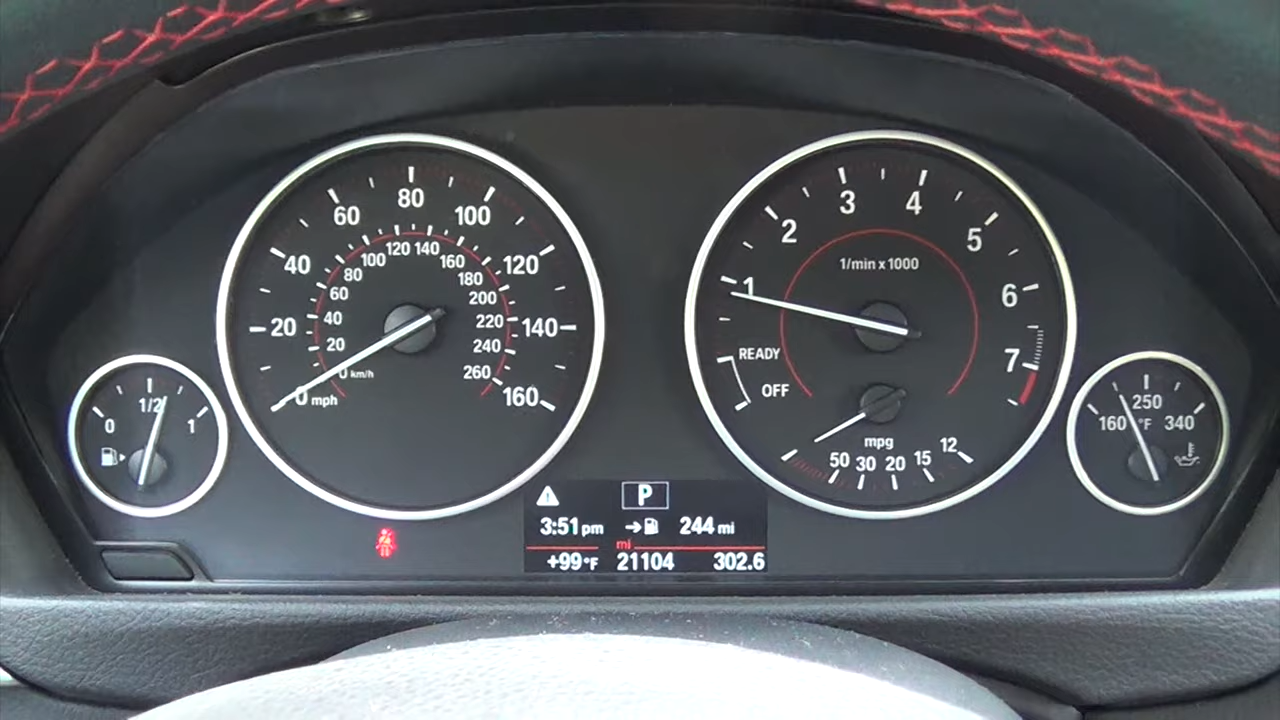 20
40
60
80
100
120
140
160
0 mph
0 km/h
20
40
60
80
100
120
140
160
180
200
220
240
260
1
2
3
4
5
6
7
1/min x 1000
READY
OFF
mpg
50 30 20 15 12
0 1/2 1
160 °F 340
250
P
3:51 pm 244 mi
mi
+99°F 21104 302.6